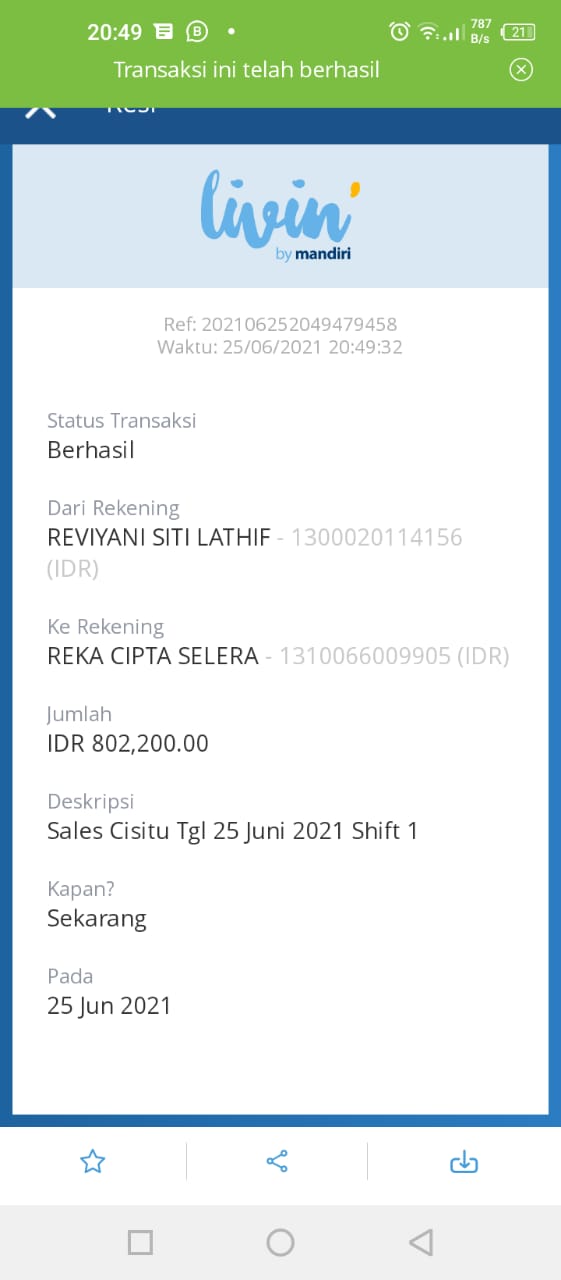 20:49
787
B/s
21
Transaksi ini telah berhasil
Resi
livin'
by mandiri
Ref: 202106252049479458
Waktu: 25/06/2021 20:49:32
Status Transaksi
Berhasil
Dari Rekening
REVIYANI SITI LATHIF - 1300020114156
(IDR)
Ke Rekening
REKA CIPTA SELERA - 1310066009905 (IDR)
Jumlah
IDR 802,200.00
Deskripsi
Sales Cisitu Tgl 25 Juni 2021 Shift 1
Kapan?
Sekarang
Pada
25 Jun 2021